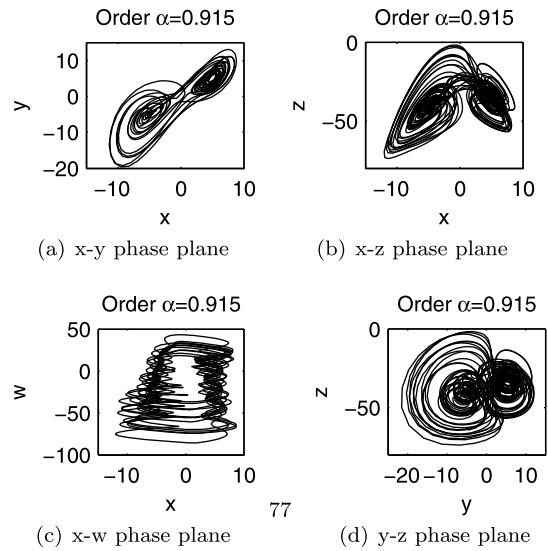 Order α=0.915
10
0
−10
−20
y
−10 0 10
x
(a) x-y phase plane
Order α=0.915
0
−50
z
−10 0 10
x
(b) x-z phase plane
Order α=0.915
50
0
−50
−100
w
−10 0 10
x
(c) x-w phase plane
Order α=0.915
0
−50
z
−20 −10 0 10
y
(d) y-z phase plane
77